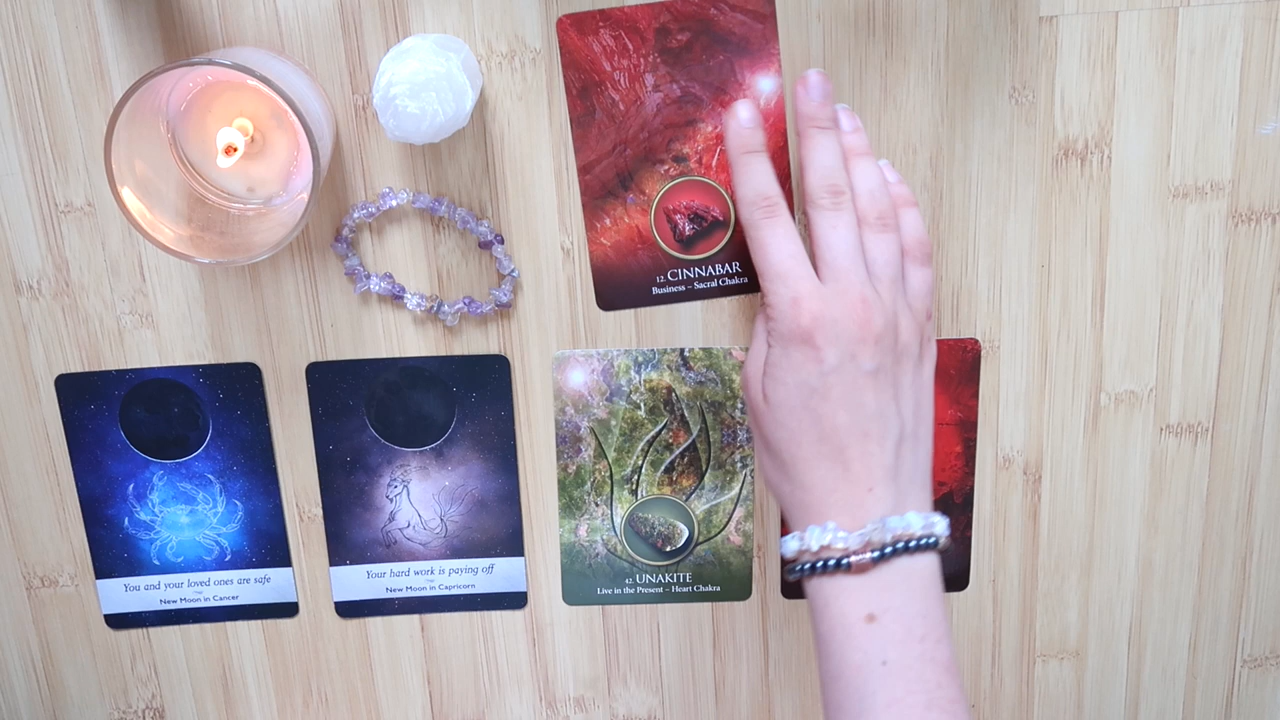 12. CINNABAR
Business – Sacral Chakra
You and your loved ones are safe
New Moon in Cancer
Your hard work is paying off
New Moon in Capricorn
42. UNAKITE
Live in the Present – Heart Chakra